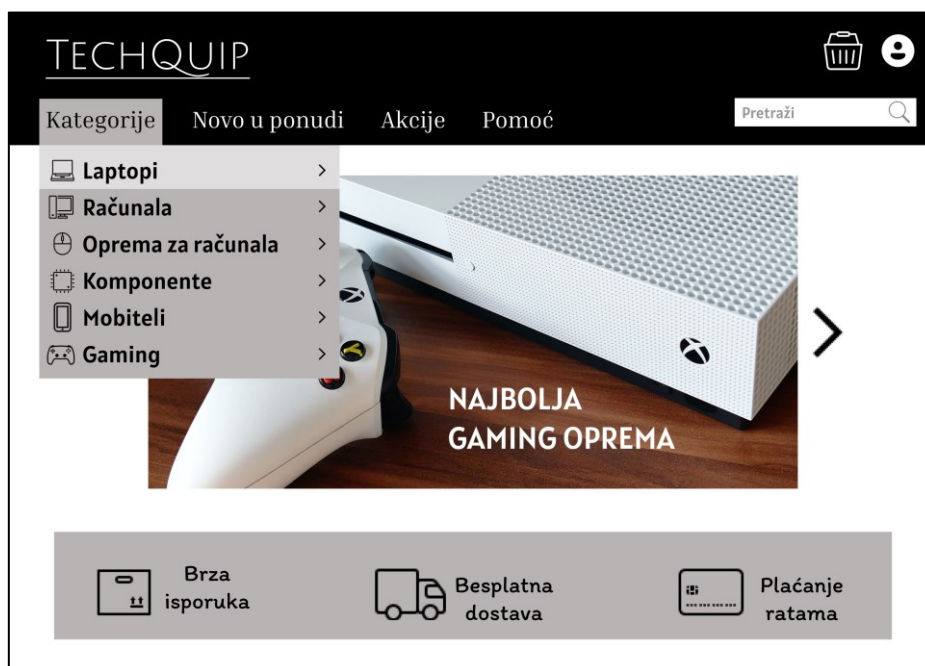 TECHQUIP
Kategorije Novo u ponudi Akcije Pomoć Pretraži
Laptopi
Računala
Oprema za računala
Komponente
Mobiteli
Gaming
NAJBOLJA
GAMING OPREMA
Brza
isporuka
Besplatna
dostava
Plaćanje
ratama